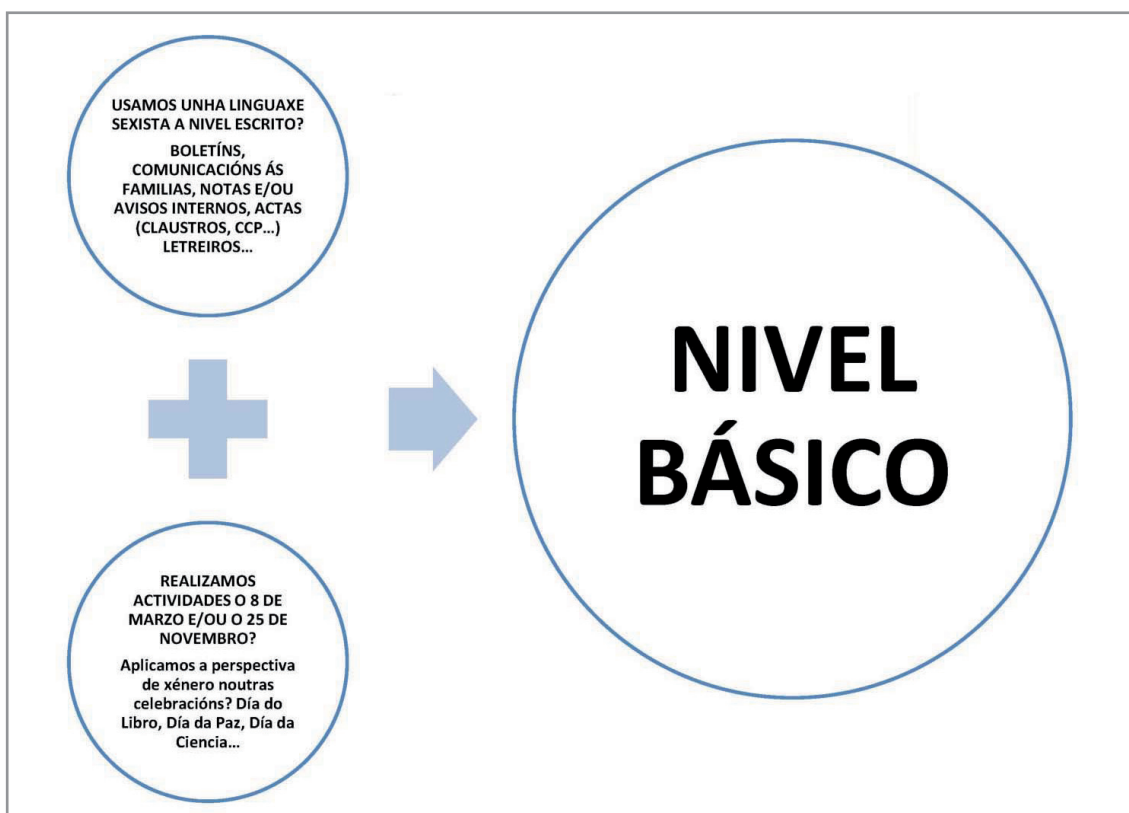 USAMOS UNHA LINGUAXE
SEXISTA A NIVEL ESCRITO?
BOLETÍNS,
COMUNICACIÓNS ÁS
FAMILIAS, NOTAS E/OU
AVISOS INTERNOS, ACTAS
(CLAUSTROS, CCP...)
LETREIROS...
REALIZAMOS
ACTIVIDADES O 8 DE
MARZO E/OU O 25 DE
NOVEMBRO?
Aplicamos a perspectiva
de xénero noutras
celebracións? Día do
Libro, Día da Paz, Día da
Ciencia...
NIVEL
BÁSICO